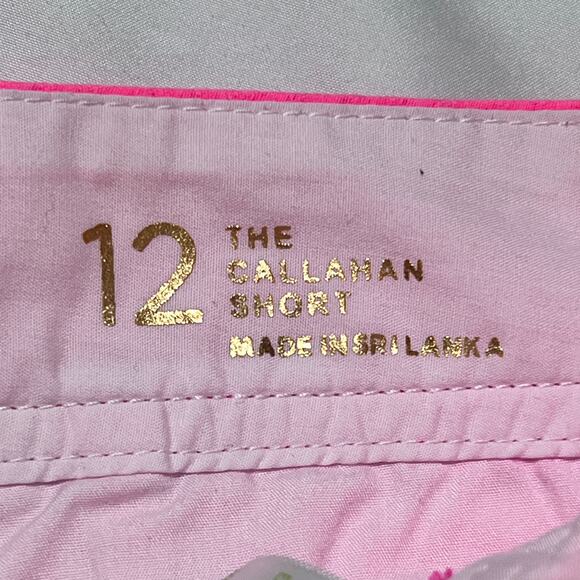 12
THE
CALLAHAN
SHORT
MADE IN SRI LANKA